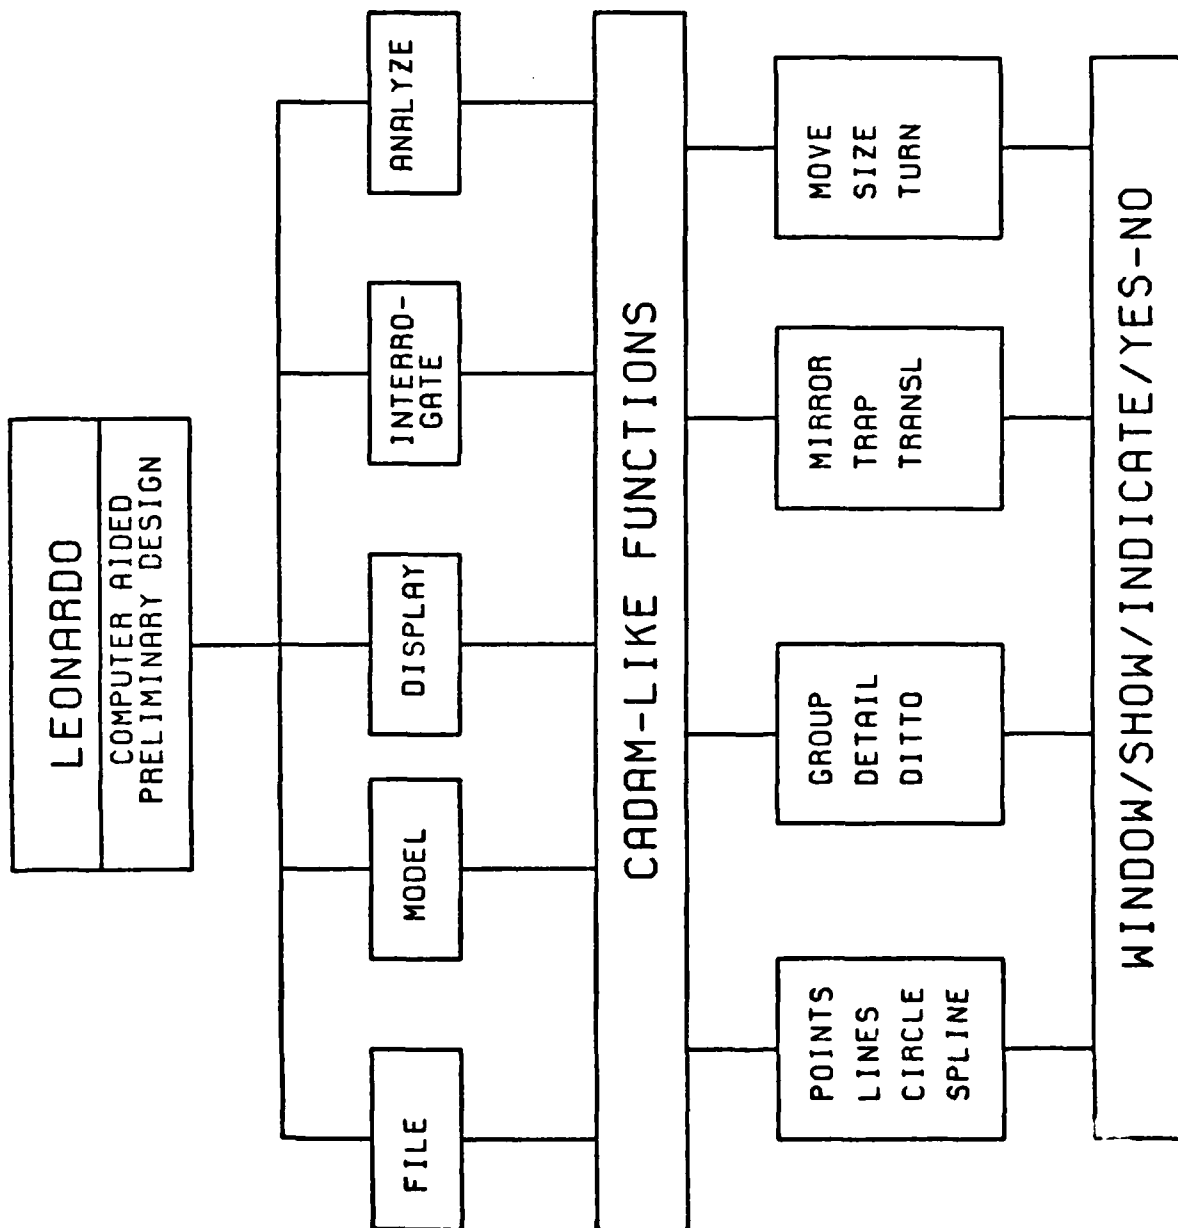 LEONARDO
COMPUTER AIDED
PRELIMINARY DESIGN
FILE
MODEL
DISPLAY
INTERRO-
GATE
ANALYZE
CADAM-LIKE FUNCTIONS
POINTS
LINES
CIRCLE
SPLINE
GROUP
DETAIL
DITTO
MIRROR
TRAP
TRANSL
MOVE
SIZE
TURN
WINDOW/SHOW/INDICATE/YES-NO